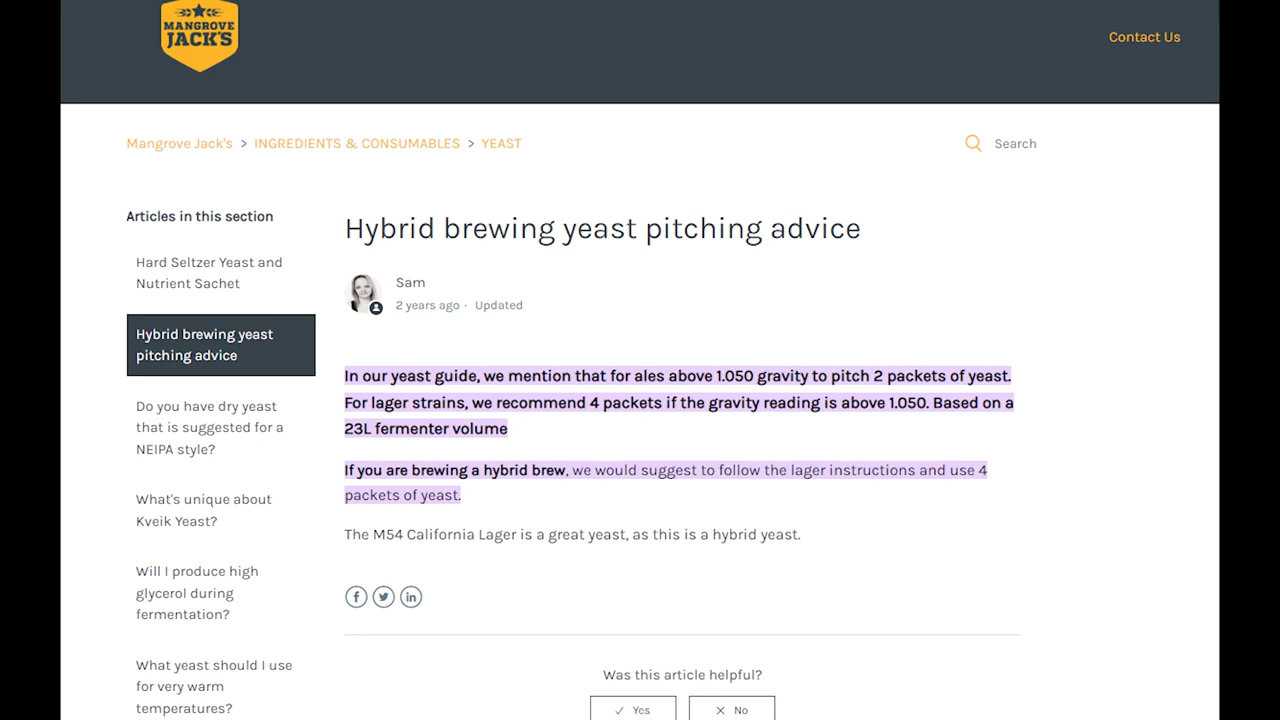 MANGROVE
JACK'S
Contact Us
Mangrove Jack's > INGREDIENTS & CONSUMABLES > YEAST
Search
Articles in this section
Hard Seltzer Yeast and
Nutrient Sachet
Hybrid brewing yeast
pitching advice
Do you have dry yeast
that is suggested for a
NEIPA style?
What's unique about
Kveik Yeast?
Will I produce high
glycerol during
fermentation?
What yeast should I use
for very warm
temperatures?
Hybrid brewing yeast pitching advice
Sam
2 years ago · Updated
In our yeast guide, we mention that for ales above 1.050 gravity to pitch 2 packets of yeast.
For lager strains, we recommend 4 packets if the gravity reading is above 1.050. Based on a
23L fermenter volume
If you are brewing a hybrid brew, we would suggest to follow the lager instructions and use 4
packets of yeast.
The M54 California Lager is a great yeast, as this is a hybrid yeast.
Was this article helpful?
Yes
No